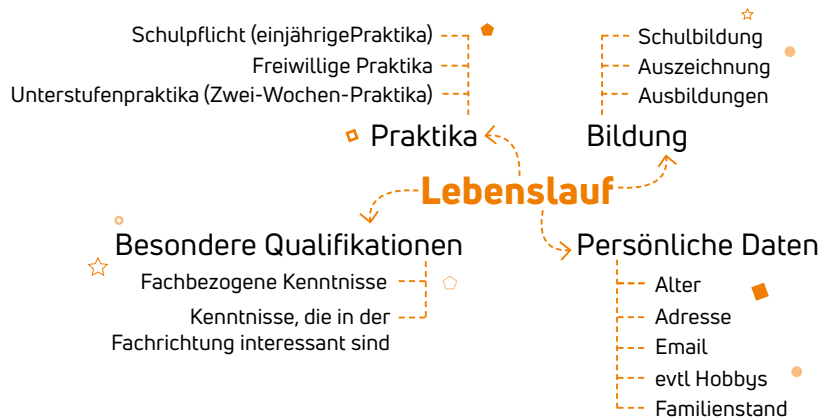 Schulpflicht (einjährigePraktika)
Freiwillige Praktika
Unterstufenpraktika (Zwei-Wochen-Praktika)
Praktika
Schulbildung
Auszeichnung
Ausbildungen
Bildung
Lebenslauf
Besondere Qualifikationen
Fachbezogene Kenntnisse
Kenntnisse, die in der
Fachrichtung interessant sind
Persönliche Daten
Alter
Adresse
Email
evtl Hobbys
Familienstand